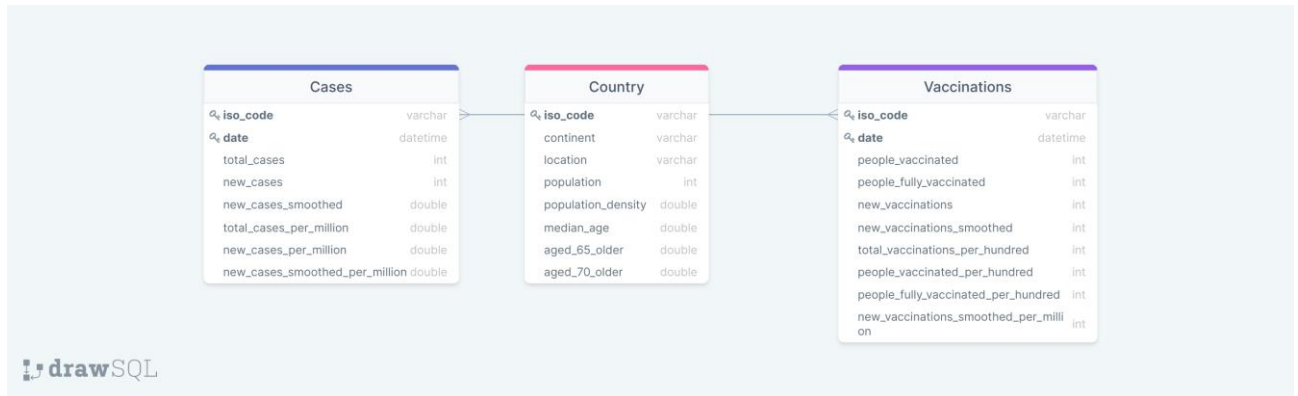 Cases
iso_code varchar
date datetime
total_cases int
new_cases int
new_cases_smoothed double
total_cases_per_million double
new_cases_per_million double
new_cases_smoothed_per_million double
Country
iso_code varchar
continent varchar
location varchar
population int
population_density double
median_age double
aged_65_older double
aged_70_older double
Vaccinations
iso_code varchar
date datetime
people_vaccinated int
people_fully_vaccinated int
new_vaccinations int
new_vaccinations_smoothed int
total_vaccinations_per_hundred int
people_vaccinated_per_hundred int
people_fully_vaccinated_per_hundred int
new_vaccinations_smoothed_per_milli
on int
drawSQL